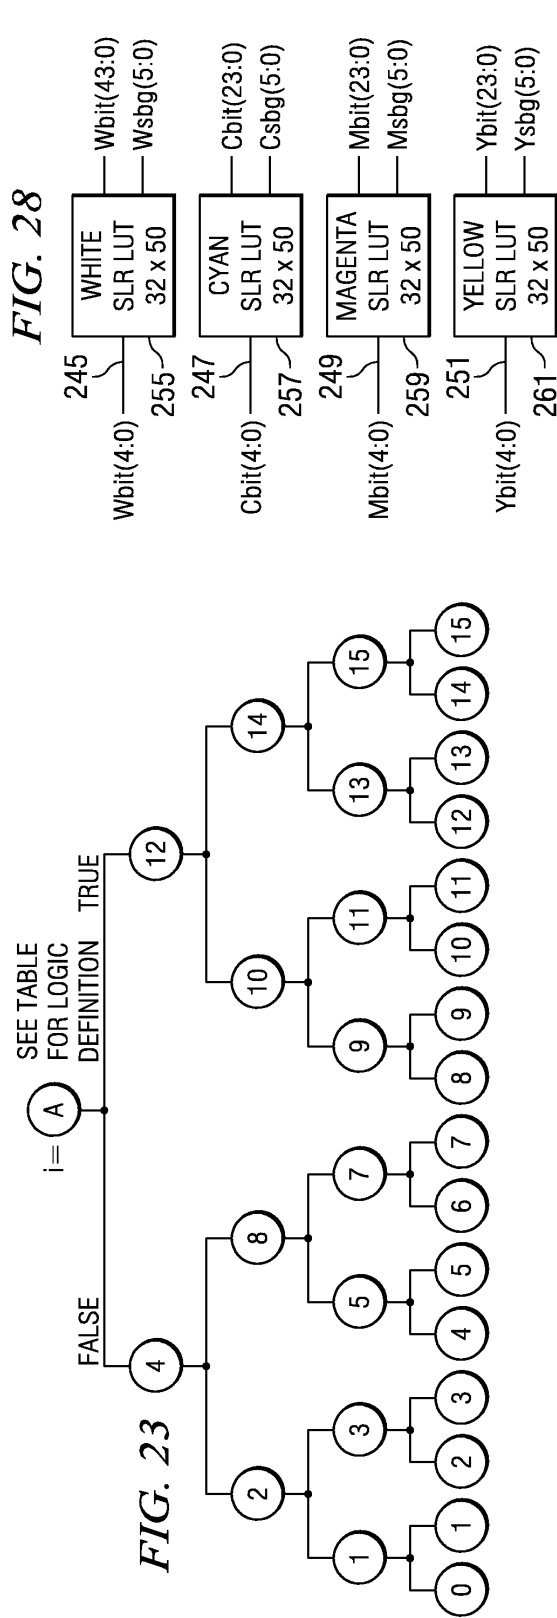 FIG. 23
SEE TABLE
FOR LOGIC
DEFINITION
i= A
FALSE
TRUE
4
12
2
8
10
14
1
3
5
7
9
11
13
15
0
1
2
3
4
5
6
7
8
9
10
11
12
13
14
15
FIG. 28
245
Wbit(4:0)
WHITE
SLR LUT
32 x 50
255
Wbit(43:0)
Wsbg(5:0)
247
Cbit(4:0)
CYAN
SLR LUT
32 x 50
257
Cbit(23:0)
Csbg(5:0)
249
Mbit(4:0)
MAGENTA
SLR LUT
32 x 50
259
Mbit(23:0)
Msbg(5:0)
251
Ybit(4:0)
YELLOW
SLR LUT
32 x 50
261
Ybit(23:0)
Ysbg(5:0)